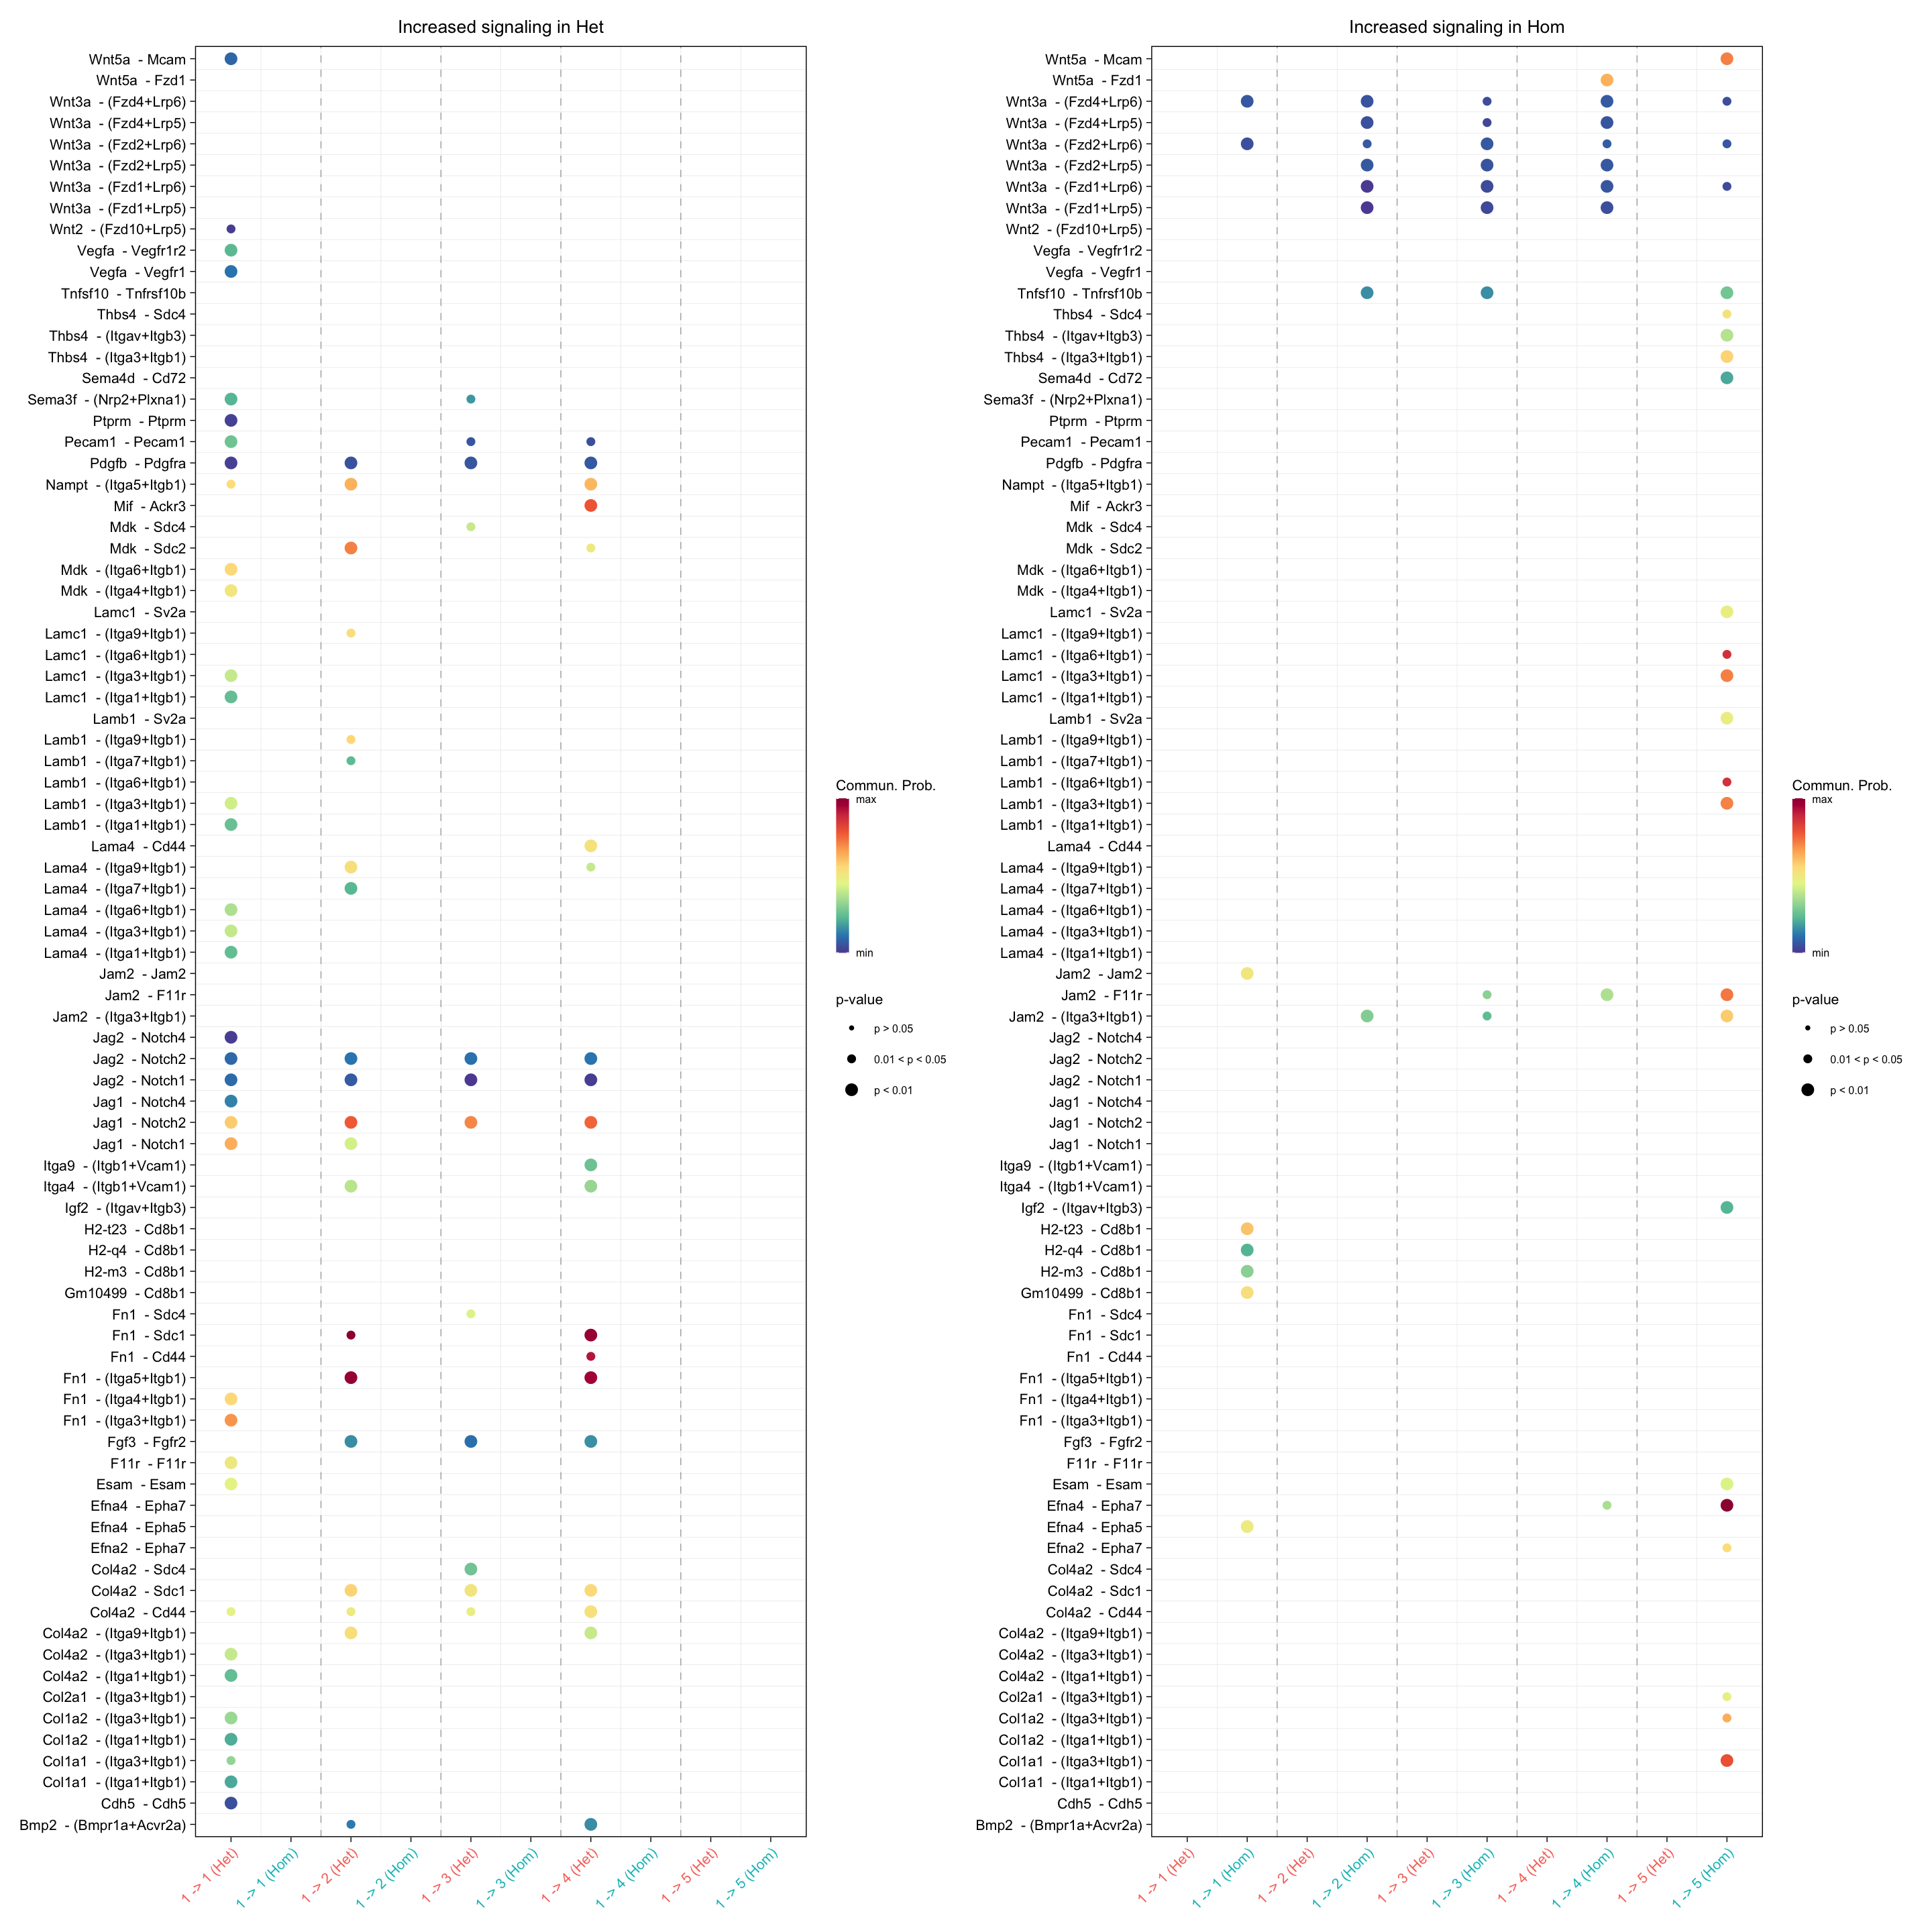 Increased signaling in Het
Wnt5a - Mcam
Wnt5a - Fzd1
Wnt3a - (Fzd4+Lrp6)
Wnt3a - (Fzd4+Lrp5)
Wnt3a - (Fzd2+Lrp6)
Wnt3a - (Fzd2+Lrp5)
Wnt3a - (Fzd1+Lrp6)
Wnt3a - (Fzd1+Lrp5)
Wnt2 - (Fzd10+Lrp5)
Vegfa - Vegfr1r2
Vegfa - Vegfr1
Tnfsf10 - Tnfrsf10b
Thbs4 - Sdc4
Thbs4 - (Itgav+Itgb3)
Thbs4 - (Itga3+Itgb1)
Sema4d - Cd72
Sema3f - (Nrp2+Plxna1)
Ptprm - Ptprm
Pecam1 - Pecam1
Pdgfb - Pdgfra
Nampt - (Itga5+Itgb1)
Mif - Ackr3
Mdk - Sdc4
Mdk - Sdc2
Mdk - (Itga6+Itgb1)
Mdk - (Itga4+Itgb1)
Lamc1 - Sv2a
Lamc1 - (Itga9+Itgb1)
Lamc1 - (Itga6+Itgb1)
Lamc1 - (Itga3+Itgb1)
Lamc1 - (Itga1+Itgb1)
Lamb1 - Sv2a
Lamb1 - (Itga9+Itgb1)
Lamb1 - (Itga7+Itgb1)
Lamb1 - (Itga6+Itgb1)
Lamb1 - (Itga3+Itgb1)
Lamb1 - (Itga1+Itgb1)
Lama4 - Cd44
Lama4 - (Itga9+Itgb1)
Lama4 - (Itga7+Itgb1)
Lama4 - (Itga6+Itgb1)
Lama4 - (Itga3+Itgb1)
Lama4 - (Itga1+Itgb1)
Jam2 - Jam2
Jam2 - F11r
Jam2 - (Itga3+Itgb1)
Jag2 - Notch4
Jag2 - Notch2
Jag2 - Notch1
Jag1 - Notch4
Jag1 - Notch2
Jag1 - Notch1
Itga9 - (Itgb1+Vcam1)
Itga4 - (Itgb1+Vcam1)
Igf2 - (Itgav+Itgb3)
H2-t23 - Cd8b1
H2-q4 - Cd8b1
H2-m3 - Cd8b1
Gm10499 - Cd8b1
Fn1 - Sdc4
Fn1 - Sdc1
Fn1 - Cd44
Fn1 - (Itga5+Itgb1)
Fn1 - (Itga4+Itgb1)
Fn1 - (Itga3+Itgb1)
Fgf3 - Fgfr2
F11r - F11r
Esam - Esam
Efna4 - Epha7
Efna4 - Epha5
Efna2 - Epha7
Col4a2 - Sdc4
Col4a2 - Sdc1
Col4a2 - Cd44
Col4a2 - (Itga9+Itgb1)
Col4a2 - (Itga3+Itgb1)
Col4a2 - (Itga1+Itgb1)
Col2a1 - (Itga3+Itgb1)
Col1a2 - (Itga3+Itgb1)
Col1a2 - (Itga1+Itgb1)
Col1a1 - (Itga3+Itgb1)
Col1a1 - (Itga1+Itgb1)
Cdh5 - Cdh5
Bmp2 - (Bmpr1a+Acvr2a)
1 -> 1 (Het)
1 -> 1 (Hom)
1 -> 2 (Het)
1 -> 2 (Hom)
1 -> 3 (Het)
1 -> 3 (Hom)
1 -> 4 (Het)
1 -> 4 (Hom)
1 -> 5 (Het)
1 -> 5 (Hom)
Commun. Prob.
max
min
p-value
p > 0.05
0.01 < p < 0.05
p < 0.01
Increased signaling in Hom
Wnt5a - Mcam
Wnt5a - Fzd1
Wnt3a - (Fzd4+Lrp6)
Wnt3a - (Fzd4+Lrp5)
Wnt3a - (Fzd2+Lrp6)
Wnt3a - (Fzd2+Lrp5)
Wnt3a - (Fzd1+Lrp6)
Wnt3a - (Fzd1+Lrp5)
Wnt2 - (Fzd10+Lrp5)
Vegfa - Vegfr1r2
Vegfa - Vegfr1
Tnfsf10 - Tnfrsf10b
Thbs4 - Sdc4
Thbs4 - (Itgav+Itgb3)
Thbs4 - (Itga3+Itgb1)
Sema4d - Cd72
Sema3f - (Nrp2+Plxna1)
Ptprm - Ptprm
Pecam1 - Pecam1
Pdgfb - Pdgfra
Nampt - (Itga5+Itgb1)
Mif - Ackr3
Mdk - Sdc4
Mdk - Sdc2
Mdk - (Itga6+Itgb1)
Mdk - (Itga4+Itgb1)
Lamc1 - Sv2a
Lamc1 - (Itga9+Itgb1)
Lamc1 - (Itga6+Itgb1)
Lamc1 - (Itga3+Itgb1)
Lamc1 - (Itga1+Itgb1)
Lamb1 - Sv2a
Lamb1 - (Itga9+Itgb1)
Lamb1 - (Itga7+Itgb1)
Lamb1 - (Itga6+Itgb1)
Lamb1 - (Itga3+Itgb1)
Lamb1 - (Itga1+Itgb1)
Lama4 - Cd44
Lama4 - (Itga9+Itgb1)
Lama4 - (Itga7+Itgb1)
Lama4 - (Itga6+Itgb1)
Lama4 - (Itga3+Itgb1)
Lama4 - (Itga1+Itgb1)
Jam2 - Jam2
Jam2 - F11r
Jam2 - (Itga3+Itgb1)
Jag2 - Notch4
Jag2 - Notch2
Jag2 - Notch1
Jag1 - Notch4
Jag1 - Notch2
Jag1 - Notch1
Itga9 - (Itgb1+Vcam1)
Itga4 - (Itgb1+Vcam1)
Igf2 - (Itgav+Itgb3)
H2-t23 - Cd8b1
H2-q4 - Cd8b1
H2-m3 - Cd8b1
Gm10499 - Cd8b1
Fn1 - Sdc4
Fn1 - Sdc1
Fn1 - Cd44
Fn1 - (Itga5+Itgb1)
Fn1 - (Itga4+Itgb1)
Fn1 - (Itga3+Itgb1)
Fgf3 - Fgfr2
F11r - F11r
Esam - Esam
Efna4 - Epha7
Efna4 - Epha5
Efna2 - Epha7
Col4a2 - Sdc4
Col4a2 - Sdc1
Col4a2 - Cd44
Col4a2 - (Itga9+Itgb1)
Col4a2 - (Itga3+Itgb1)
Col4a2 - (Itga1+Itgb1)
Col2a1 - (Itga3+Itgb1)
Col1a2 - (Itga3+Itgb1)
Col1a2 - (Itga1+Itgb1)
Col1a1 - (Itga3+Itgb1)
Col1a1 - (Itga1+Itgb1)
Cdh5 - Cdh5
Bmp2 - (Bmpr1a+Acvr2a)
1 -> 1 (Het)
1 -> 1 (Hom)
1 -> 2 (Het)
1 -> 2 (Hom)
1 -> 3 (Het)
1 -> 3 (Hom)
1 -> 4 (Het)
1 -> 4 (Hom)
1 -> 5 (Het)
1 -> 5 (Hom)
Commun. Prob.
max
min
p-value
p > 0.05
0.01 < p < 0.05
p < 0.01